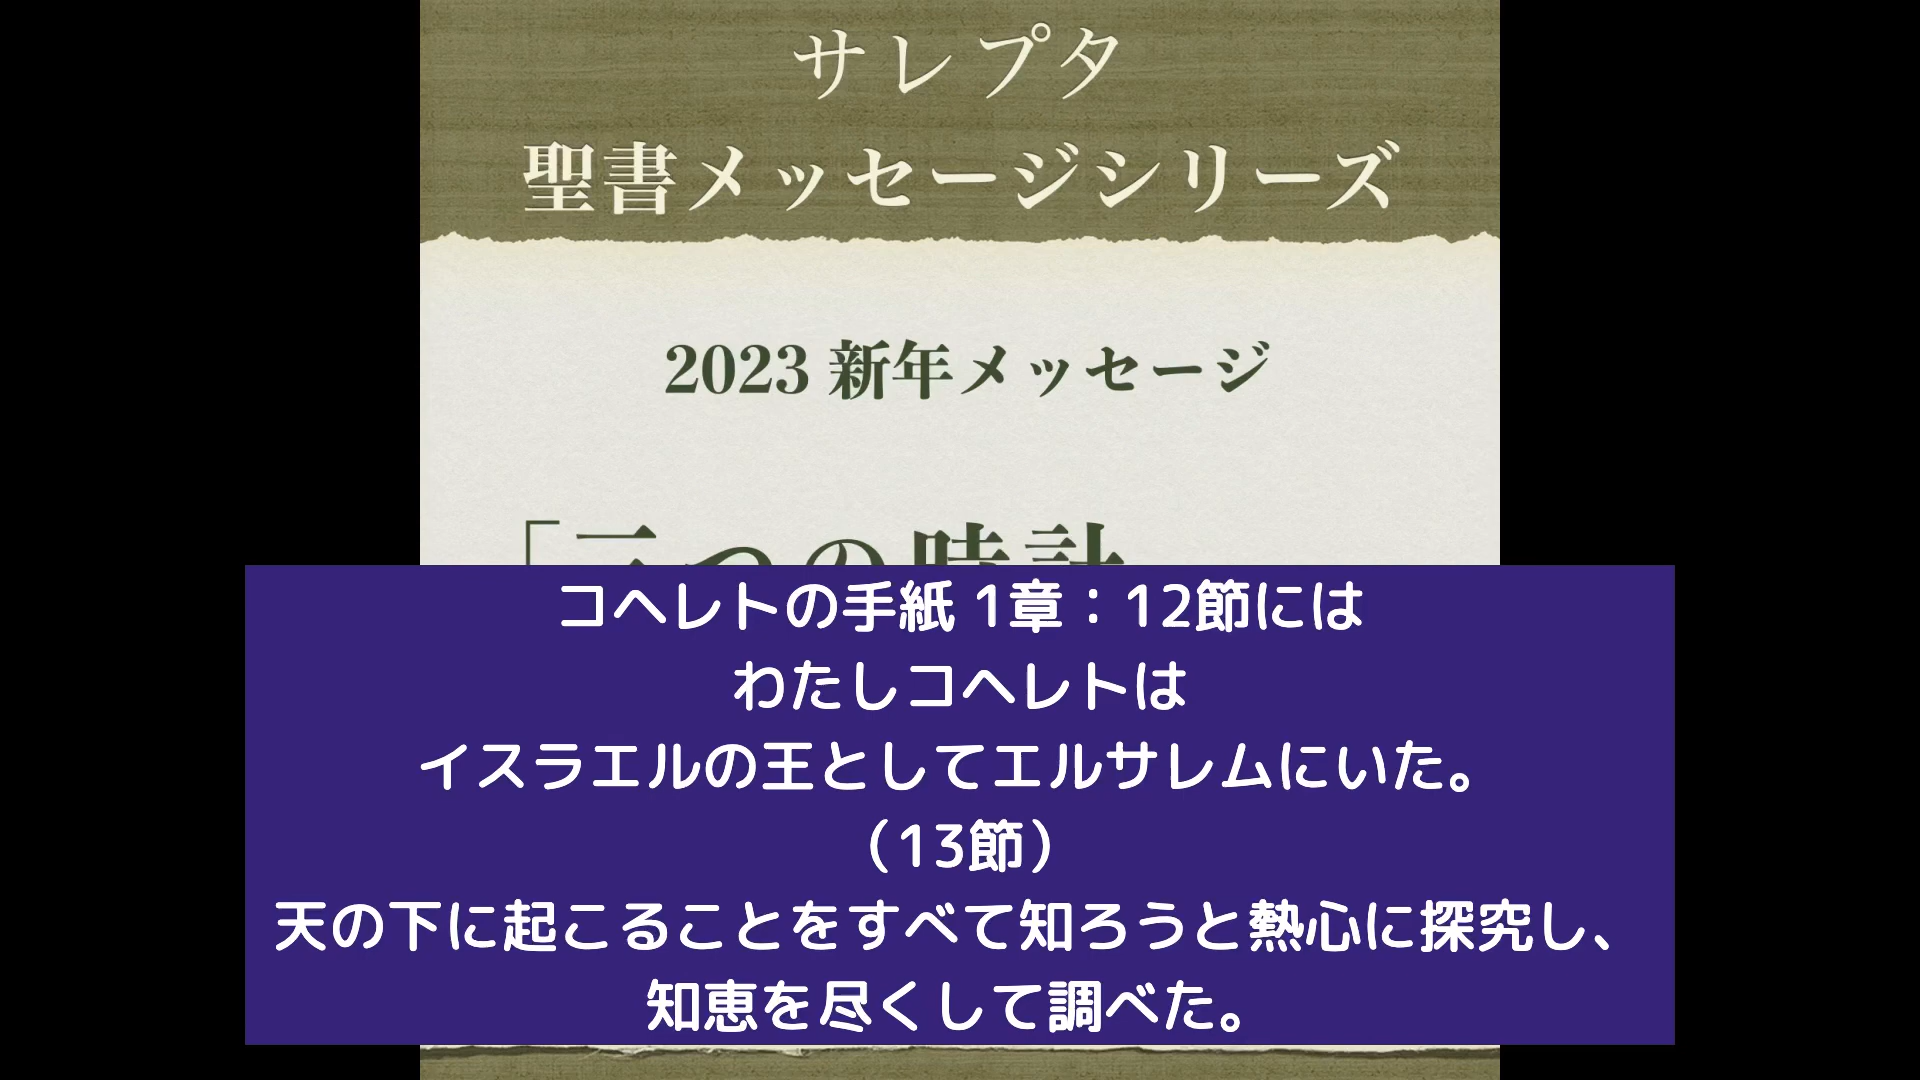 サレプタ
聖書メッセージシリーズ
2023 新年メッセージ
コヘレトの手紙 1章：12節には
わたしコヘレトは
イスラエルの王としてエルサレムにいた。
（13節）
天の下に起こることをすべて知ろうと熱心に探究し、
知恵を尽くして調べた。